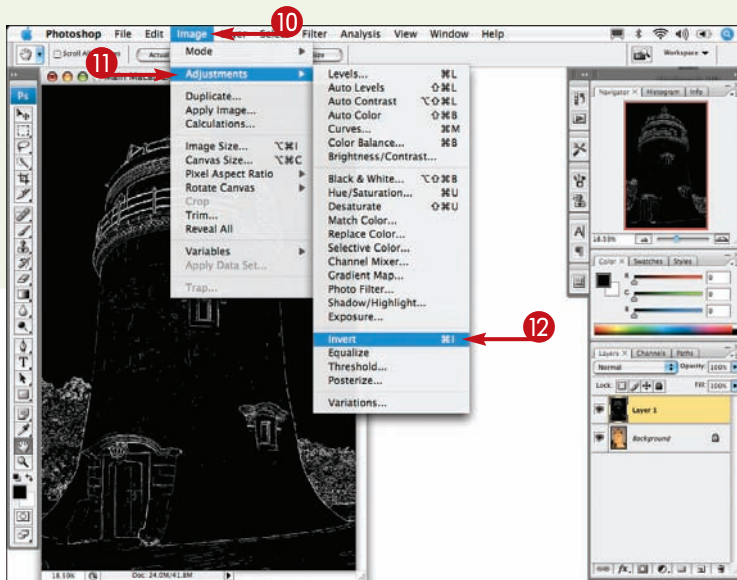 10
Photoshop File Edit Image Filter Analysis View Window Help
Workspace
11
Mode
Adjustments
Duplicate...
Apply Image...
Calculations...
Image Size... ⌥⌘I
Canvas Size... ⌥⌘C
Pixel Aspect Ratio
Rotate Canvas
Crop
Trim...
Reveal All
Variables
Apply Data Set...
Trap...
Levels... ⌘L
Auto Levels ⇧⌘L
Auto Contrast ⌥⇧⌘L
Auto Color ⇧⌘B
Curves... ⌘M
Color Balance... ⌘B
Brightness/Contrast...
Black & White... ⌥⇧⌘B
Hue/Saturation... ⌘U
Desaturate ⇧⌘U
Match Color...
Replace Color...
Selective Color...
Channel Mixer...
Gradient Map...
Photo Filter...
Shadow/Highlight...
Exposure...
Invert ⌘I
12
Equalize
Threshold...
Posterize...
Variations...
Ps
Navigator × Histogram Info
18.59%
Color × Swatches Styles
R 0
G 0
B 0
Layers × Channels Paths
Normal Opacity: 100%
Lock: Fill: 100%
Layer 1
Background
18.59% Doc: 24.0M/41.8M